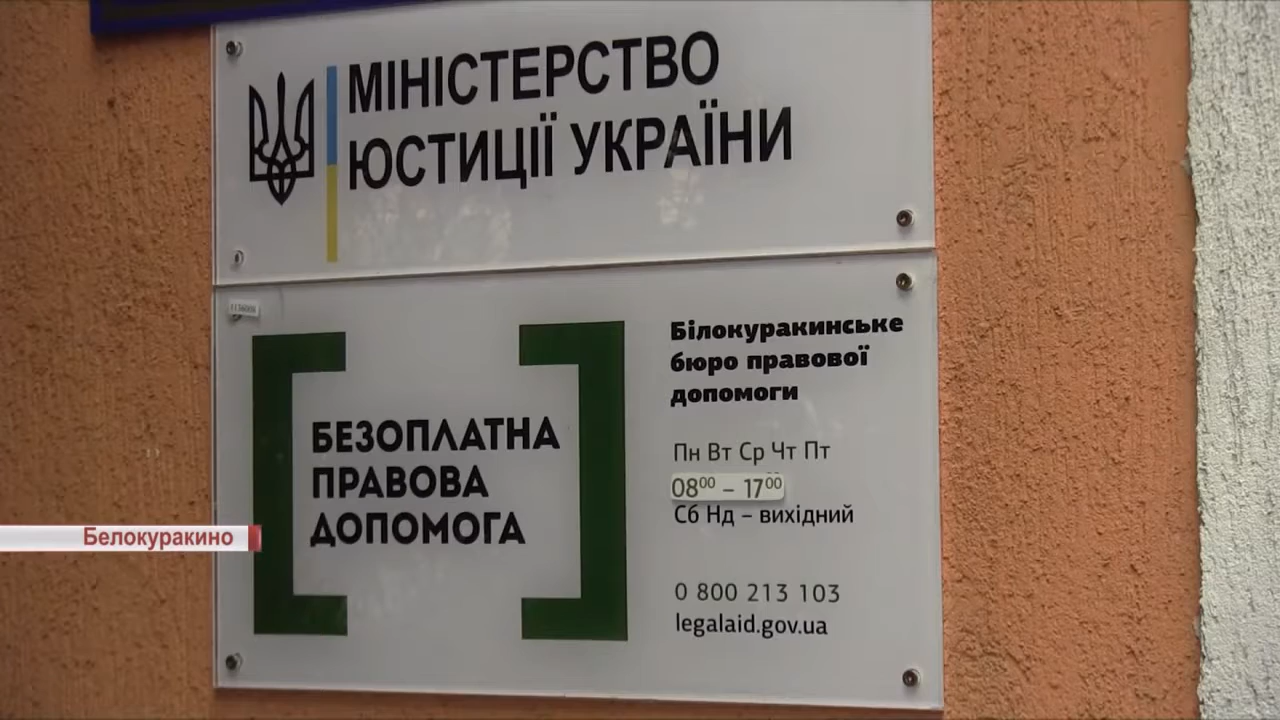 МІНІСТЕРСТВО
ЮСТИЦІЇ УКРАЇНИ
БЕЗОПЛАТНА
ПРАВОВА
ДОПОМОГА
Білокуракинське
бюро правової
допомоги
Пн Вт Ср Чт Пт
08⁰⁰ – 17⁰⁰
Сб Нд – вихідний
0 800 213 103
legalaid.gov.ua
Белокуракино